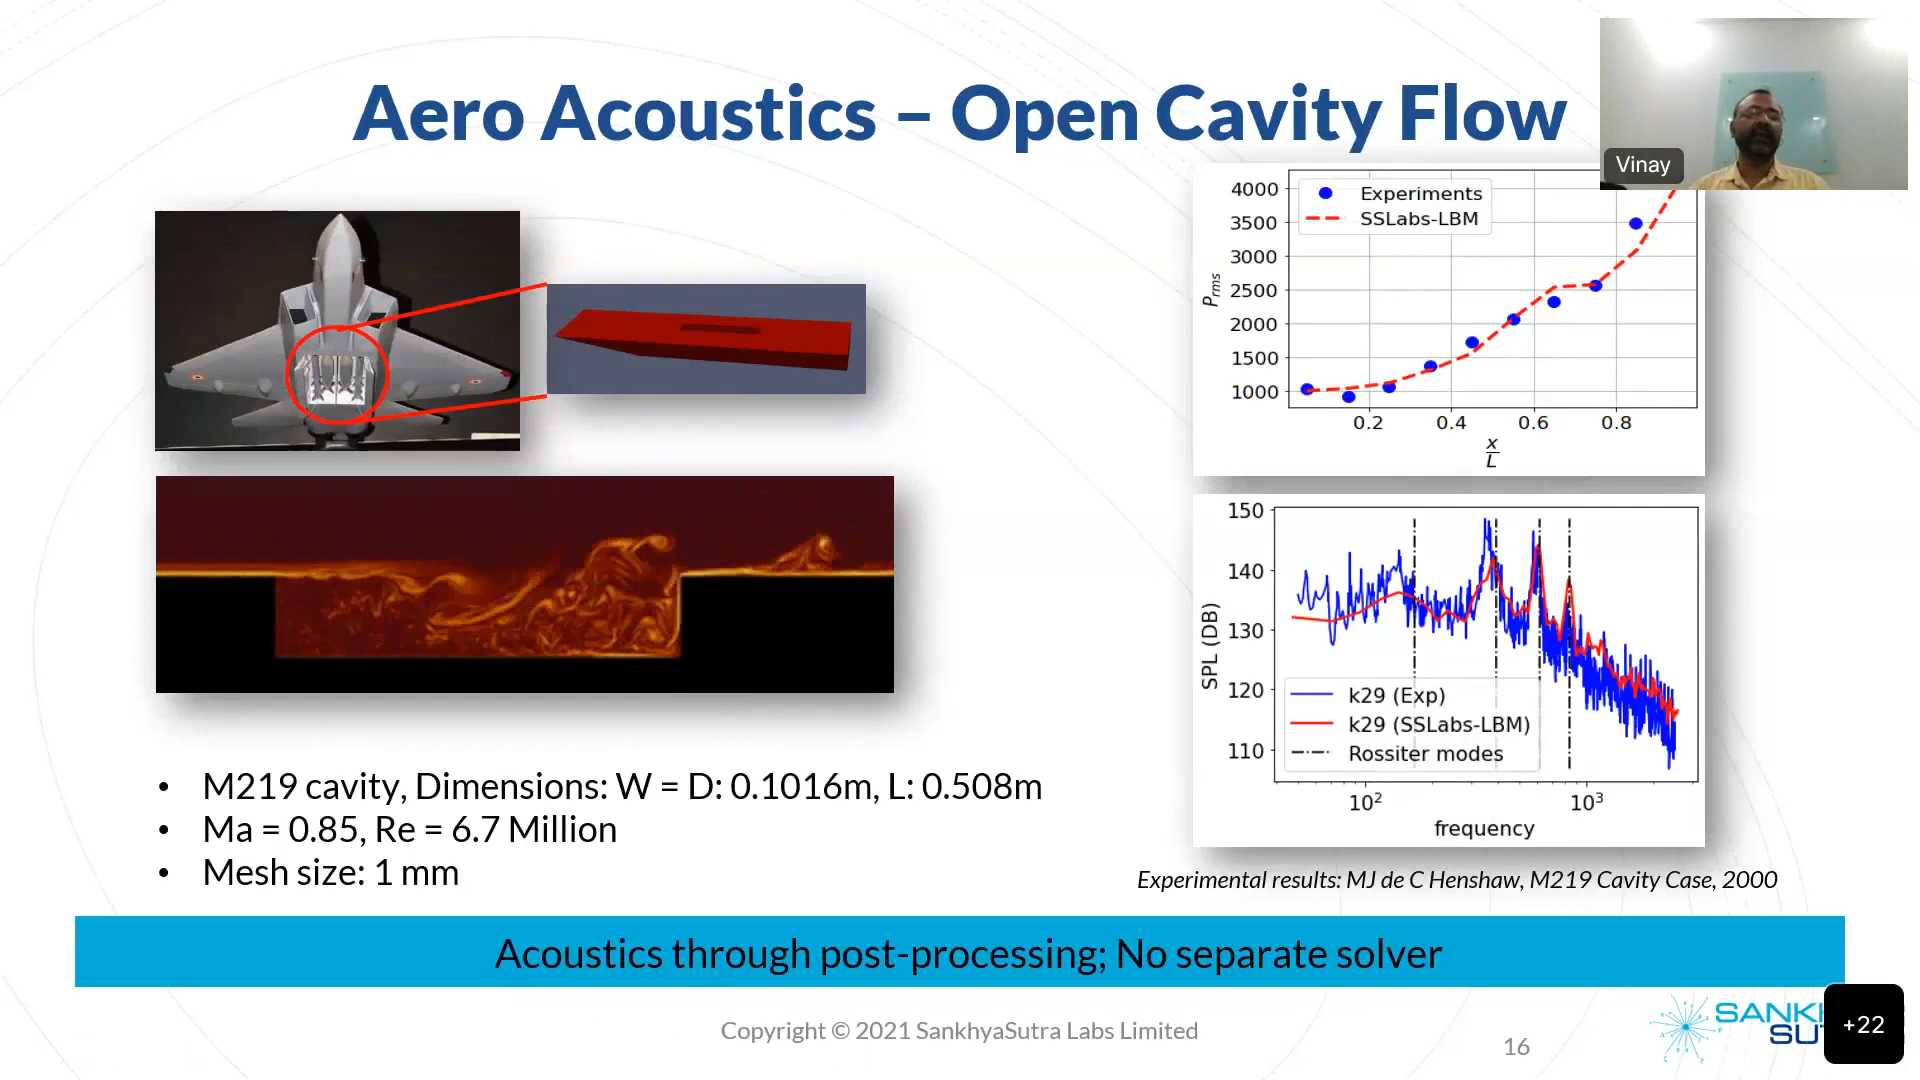 Aero Acoustics – Open Cavity Flow
Vinay
4000
3500
3000
2500
2000
1500
1000
P_rms
Experiments
SSLabs-LBM
0.2 0.4 0.6 0.8
x
L
150
140
130
120
110
SPL (DB)
k29 (Exp)
k29 (SSLabs-LBM)
Rossiter modes
10² 10³
frequency
• M219 cavity, Dimensions: W = D: 0.1016m, L: 0.508m
• Ma = 0.85, Re = 6.7 Million
• Mesh size: 1 mm
Experimental results: MJ de C Henshaw, M219 Cavity Case, 2000
Acoustics through post-processing; No separate solver
Copyright © 2021 SankhyaSutra Labs Limited
16
+22